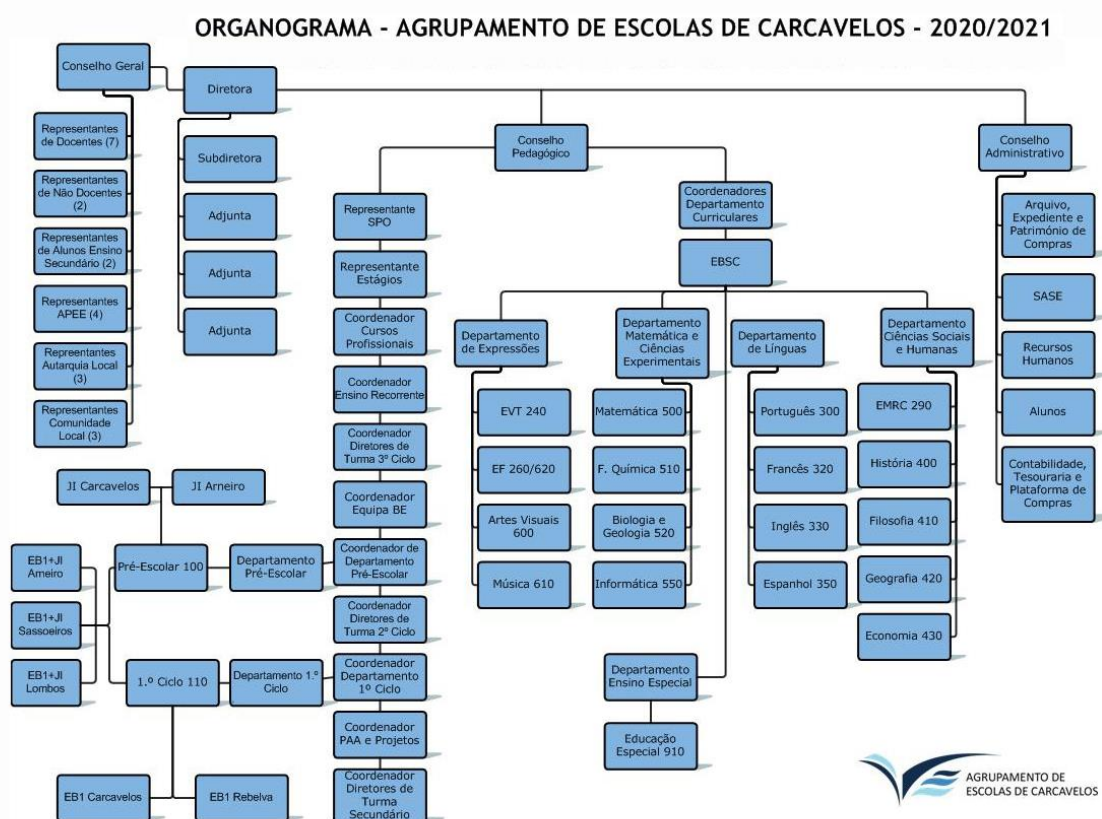 ORGANOGRAMA - AGRUPAMENTO DE ESCOLAS DE CARCAVELOS - 2020/2021
Conselho Geral
Diretora
Representantes
de Docentes (7)
Representantes
de Não Docentes
(2)
Representantes
de Alunos Ensino
Secundário (2)
Representantes
APEE (4)
Repreentantes
Autarquia Local
(3)
Representantes
Comunidade
Local (3)
Subdiretora
Adjunta
Adjunta
Adjunta
Conselho
Pedagógico
Conselho
Administrativo
Representante
SPO
Representante
Estágios
Coordenador
Cursos
Profissionais
Coordenador
Ensino Recorrente
Coordenador
Diretores de
Turma 3º Ciclo
Coordenador
Equipa BE
Coordenador de
Departamento
Pré-Escolar
Coordenador
Diretores de
Turma 2º Ciclo
Coordenador
Departamento
1º Ciclo
Coordenador
PAA e Projetos
Coordenador
Diretores de
Turma
Secundário
Coordenadores
Departamento
Curriculares
EBSC
Departamento
de Expressões
EVT 240
EF 260/620
Artes Visuais
600
Música 610
Departamento
Matemática e
Ciências
Experimentais
Matemática 500
F. Química 510
Biologia e
Geologia 520
Informática 550
Departamento
de Línguas
Português 300
Francês 320
Inglês 330
Espanhol 350
Departamento
Ciências Sociais
e Humanas
EMRC 290
História 400
Filosofia 410
Geografia 420
Economia 430
Arquivo,
Expediente e
Património de
Compras
SASE
Recursos
Humanos
Alunos
Contabilidade,
Tesouraria e
Plataforma de
Compras
JI Carcavelos
JI Arneiro
EB1+JI
Arneiro
EB1+JI
Sassoeiros
EB1+JI
Lombos
Pré-Escolar 100
Departamento
Pré-Escolar
1.º Ciclo 110
Departamento 1.º
Ciclo
EB1 Carcavelos
EB1 Rebelva
Departamento
Ensino Especial
Educação
Especial 910
AGRUPAMENTO DE
ESCOLAS DE CARCAVELOS